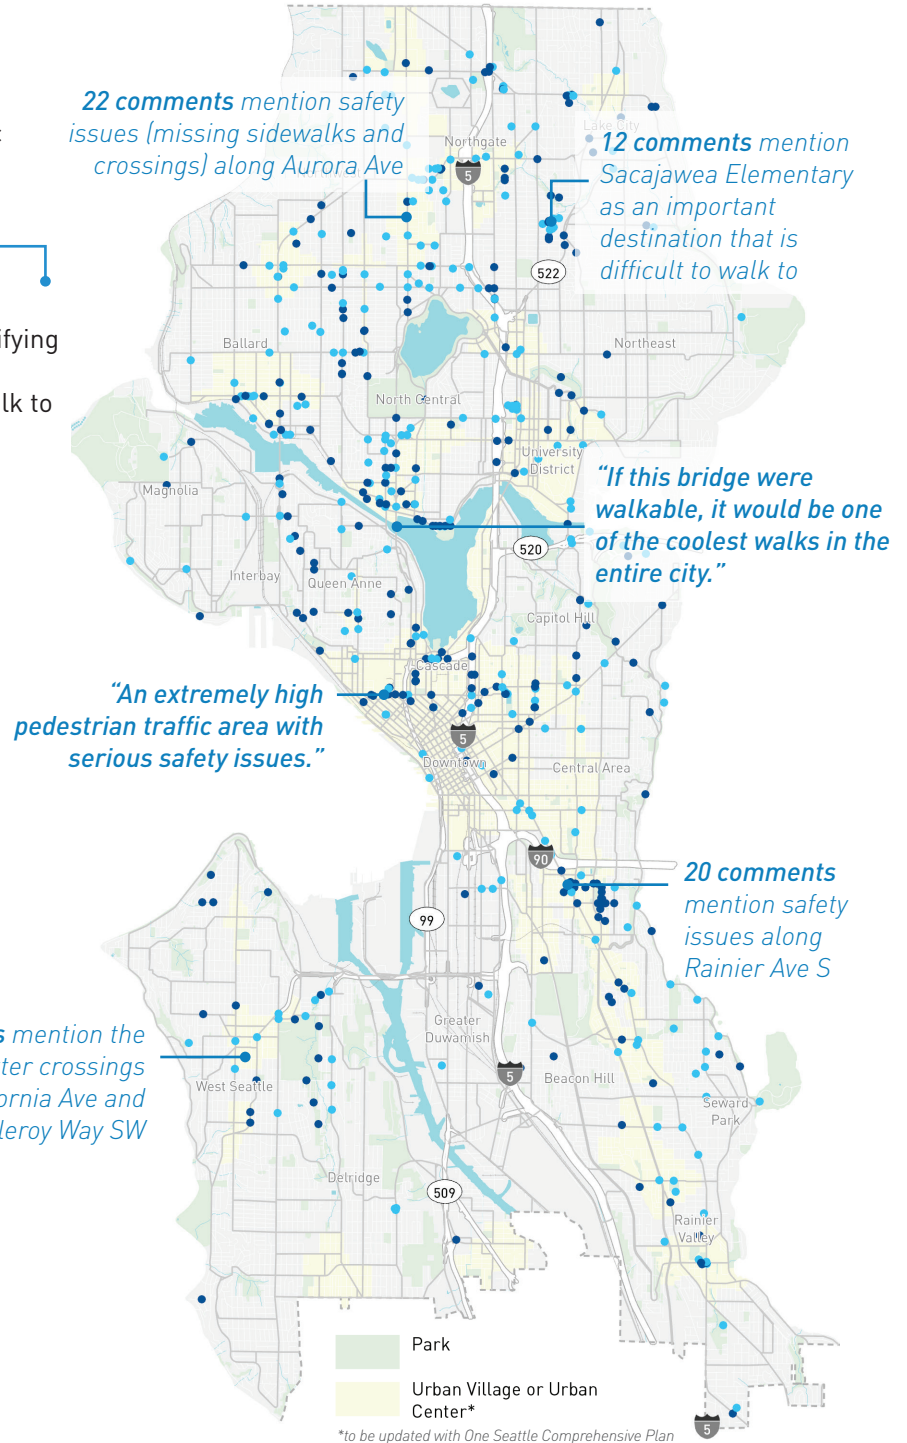 22 comments mention safety
issues (missing sidewalks and
crossings) along Aurora Ave
Northgate
5
Lake City
12 comments mention
Sacajawea Elementary
as an important
destination that is
difficult to walk to
522
ifying
lk to
Ballard
Northeast
North Central
University
District
Magnolia
"If this bridge were
walkable, it would be one
of the coolest walks in the
entire city."
520
Interbay
Queen Anne
Capitol Hill
Cascade
"An extremely high
pedestrian traffic area with
serious safety issues."
5
Downtown
Central Area
90
20 comments
mention safety
issues along
Rainier Ave S
99
Greater
Duwamish
s mention the
ter crossings
ornia Ave and
leroy Way SW
West Seattle
5
Beacon Hill
Seward
Park
Delridge
509
Rainier
Valley
Park
Urban Village or Urban
Center*
*to be updated with One Seattle Comprehensive Plan
5